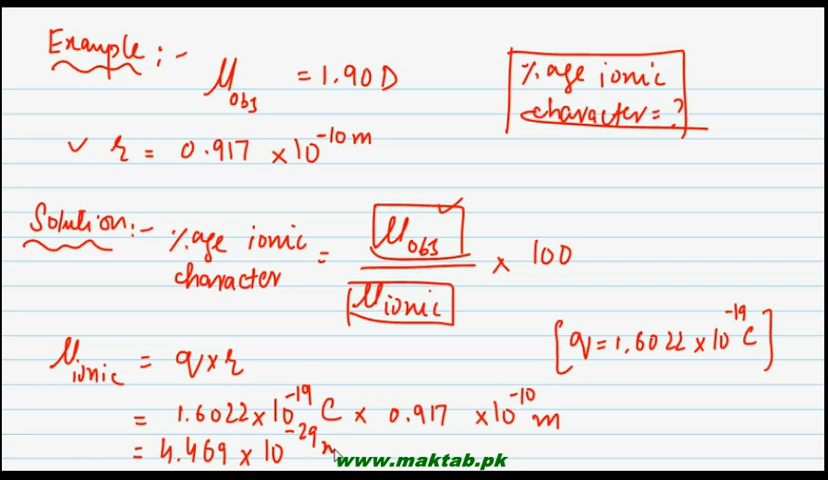 Example :-
μobs = 1.90 D
%age ionic
character = ?
✓ r = 0.917 × 10⁻¹⁰ m
Solution:- %age ionic character = μobs ✓ / μionic × 100
μionic = q × r
[q = 1.6022 × 10⁻¹⁹ C]
= 1.6022 × 10⁻¹⁹ C × 0.917 × 10⁻¹⁰ m
= 4.469 × 10⁻²⁹ m
www.maktab.pk